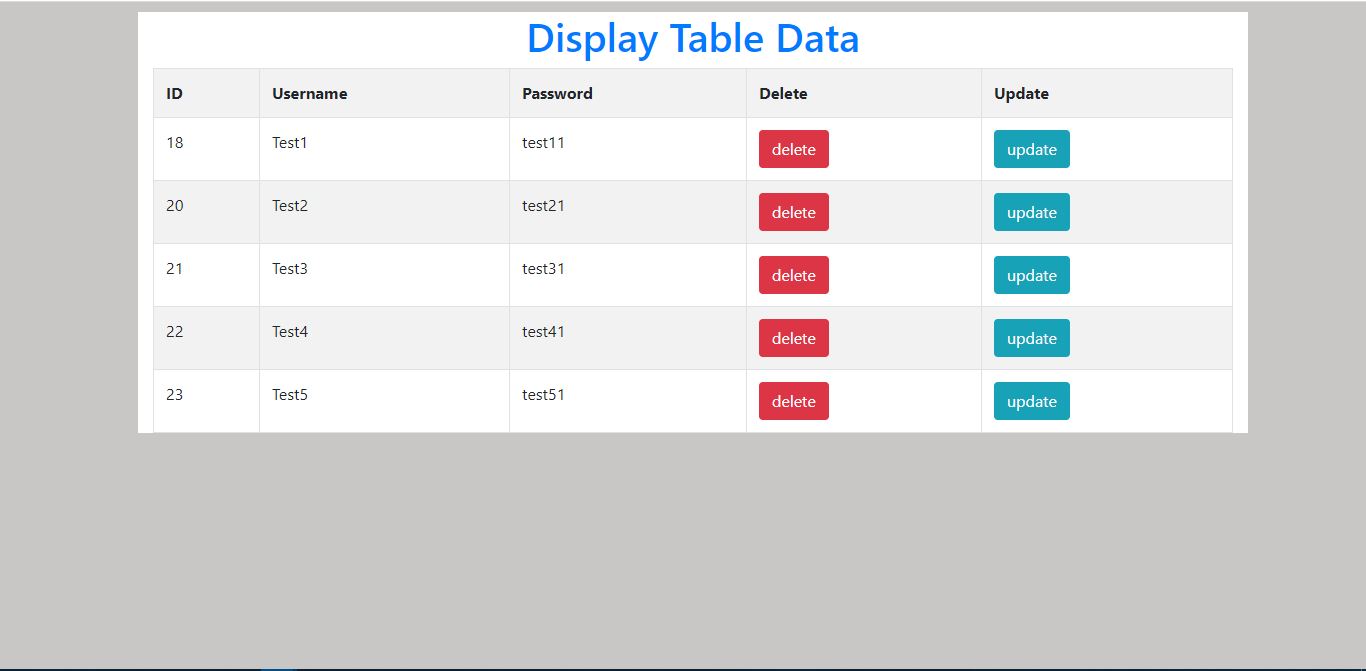 Display Table Data
ID Username Password Delete Update
18 Test1 test11 delete update
20 Test2 test21 delete update
21 Test3 test31 delete update
22 Test4 test41 delete update
23 Test5 test51 delete update